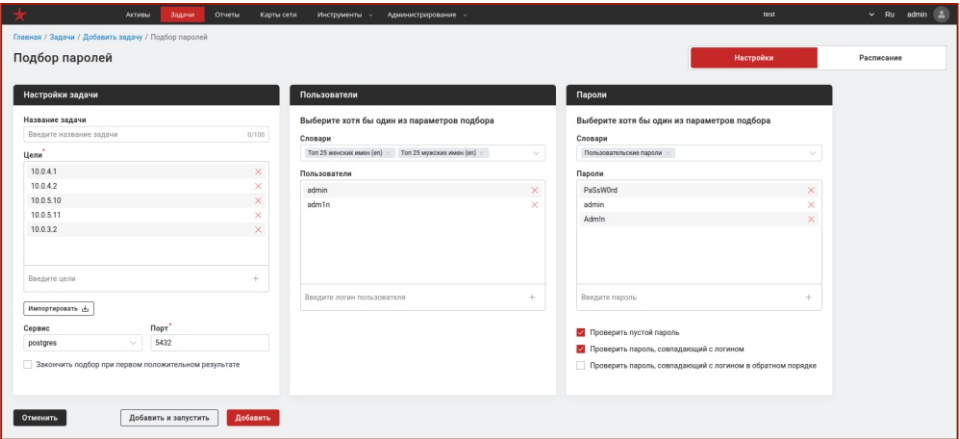 Активы Задачи Отчеты Карты сети Инструменты Администрирование test Ru admin
Главная / Задачи / Добавить задачу / Подбор паролей
Подбор паролей
Настройки Расписание
Настройки задачи
Название задачи
Введите название задачи 0/100
Цели*
10.0.4.1
10.0.4.2
10.0.5.10
10.0.5.11
10.0.3.2
Введите цели
Импортировать
Сервис Порт*
postgres 5432
Закончить подбор при первом положительном результате
Пользователи
Выберите хотя бы один из параметров подбора
Словари
Топ 25 женских имен (en) Топ 25 мужских имен (en)
Пользователи
admin
adm1n
Введите логин пользователя
Пароли
Выберите хотя бы один из параметров подбора
Словари
Пользовательские пароли
Пароли
PaSsW0rd
admin
Adm!n
Введите пароль
Проверить пустой пароль
Проверить пароль, совпадающий с логином
Проверить пароль, совпадающий с логином в обратном порядке
Отменить Добавить и запустить Добавить